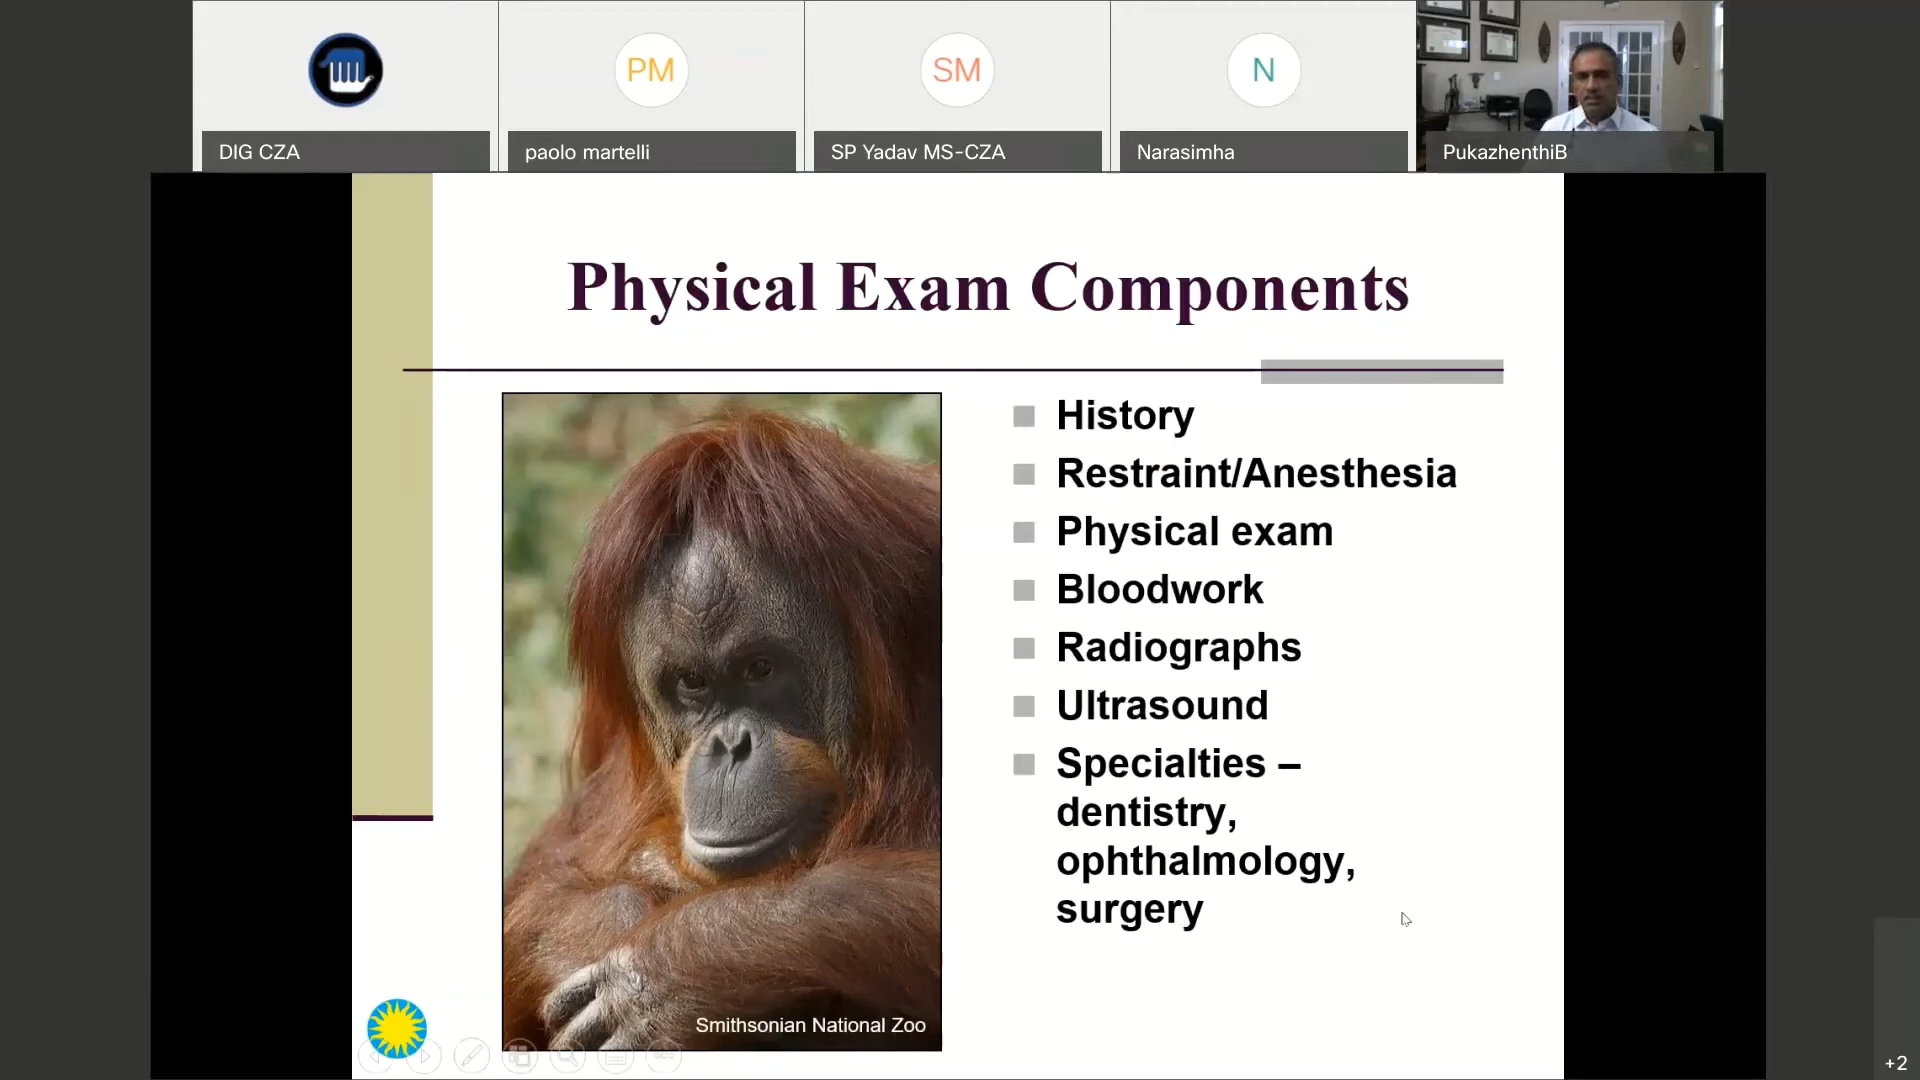 PM
SM
N
DIG CZA
paolo martelli
SP Yadav MS-CZA
Narasimha
PukazhenthiB
Physical Exam Components
History
Restraint/Anesthesia
Physical exam
Bloodwork
Radiographs
Ultrasound
Specialties –
dentistry,
ophthalmology,
surgery
Smithsonian National Zoo
+2